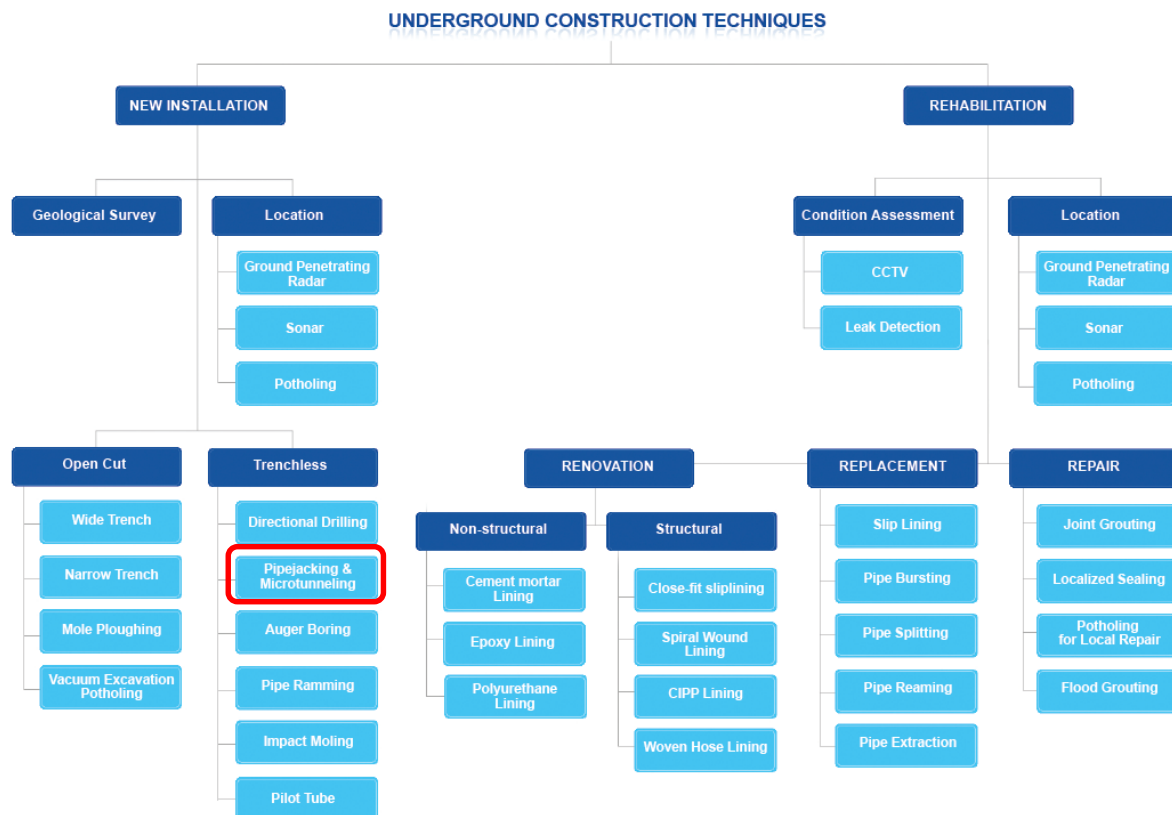 UNDERGROUND CONSTRUCTION TECHNIQUES
NEW INSTALLATION
REHABILITATION
Geological Survey
Location
Ground Penetrating
Radar
Sonar
Potholing
Condition Assessment
CCTV
Leak Detection
Location
Ground Penetrating
Radar
Sonar
Potholing
Open Cut
Wide Trench
Narrow Trench
Mole Ploughing
Vacuum Excavation
Potholing
Trenchless
Directional Drilling
Pipejacking &
Microtunneling
Auger Boring
Pipe Ramming
Impact Moling
Pilot Tube
RENOVATION
Non-structural
Cement mortar
Lining
Epoxy Lining
Polyurethane
Lining
Structural
Close-fit sliplining
Spiral Wound
Lining
CIPP Lining
Woven Hose Lining
REPLACEMENT
Slip Lining
Pipe Bursting
Pipe Splitting
Pipe Reaming
Pipe Extraction
REPAIR
Joint Grouting
Localized Sealing
Potholing
for Local Repair
Flood Grouting